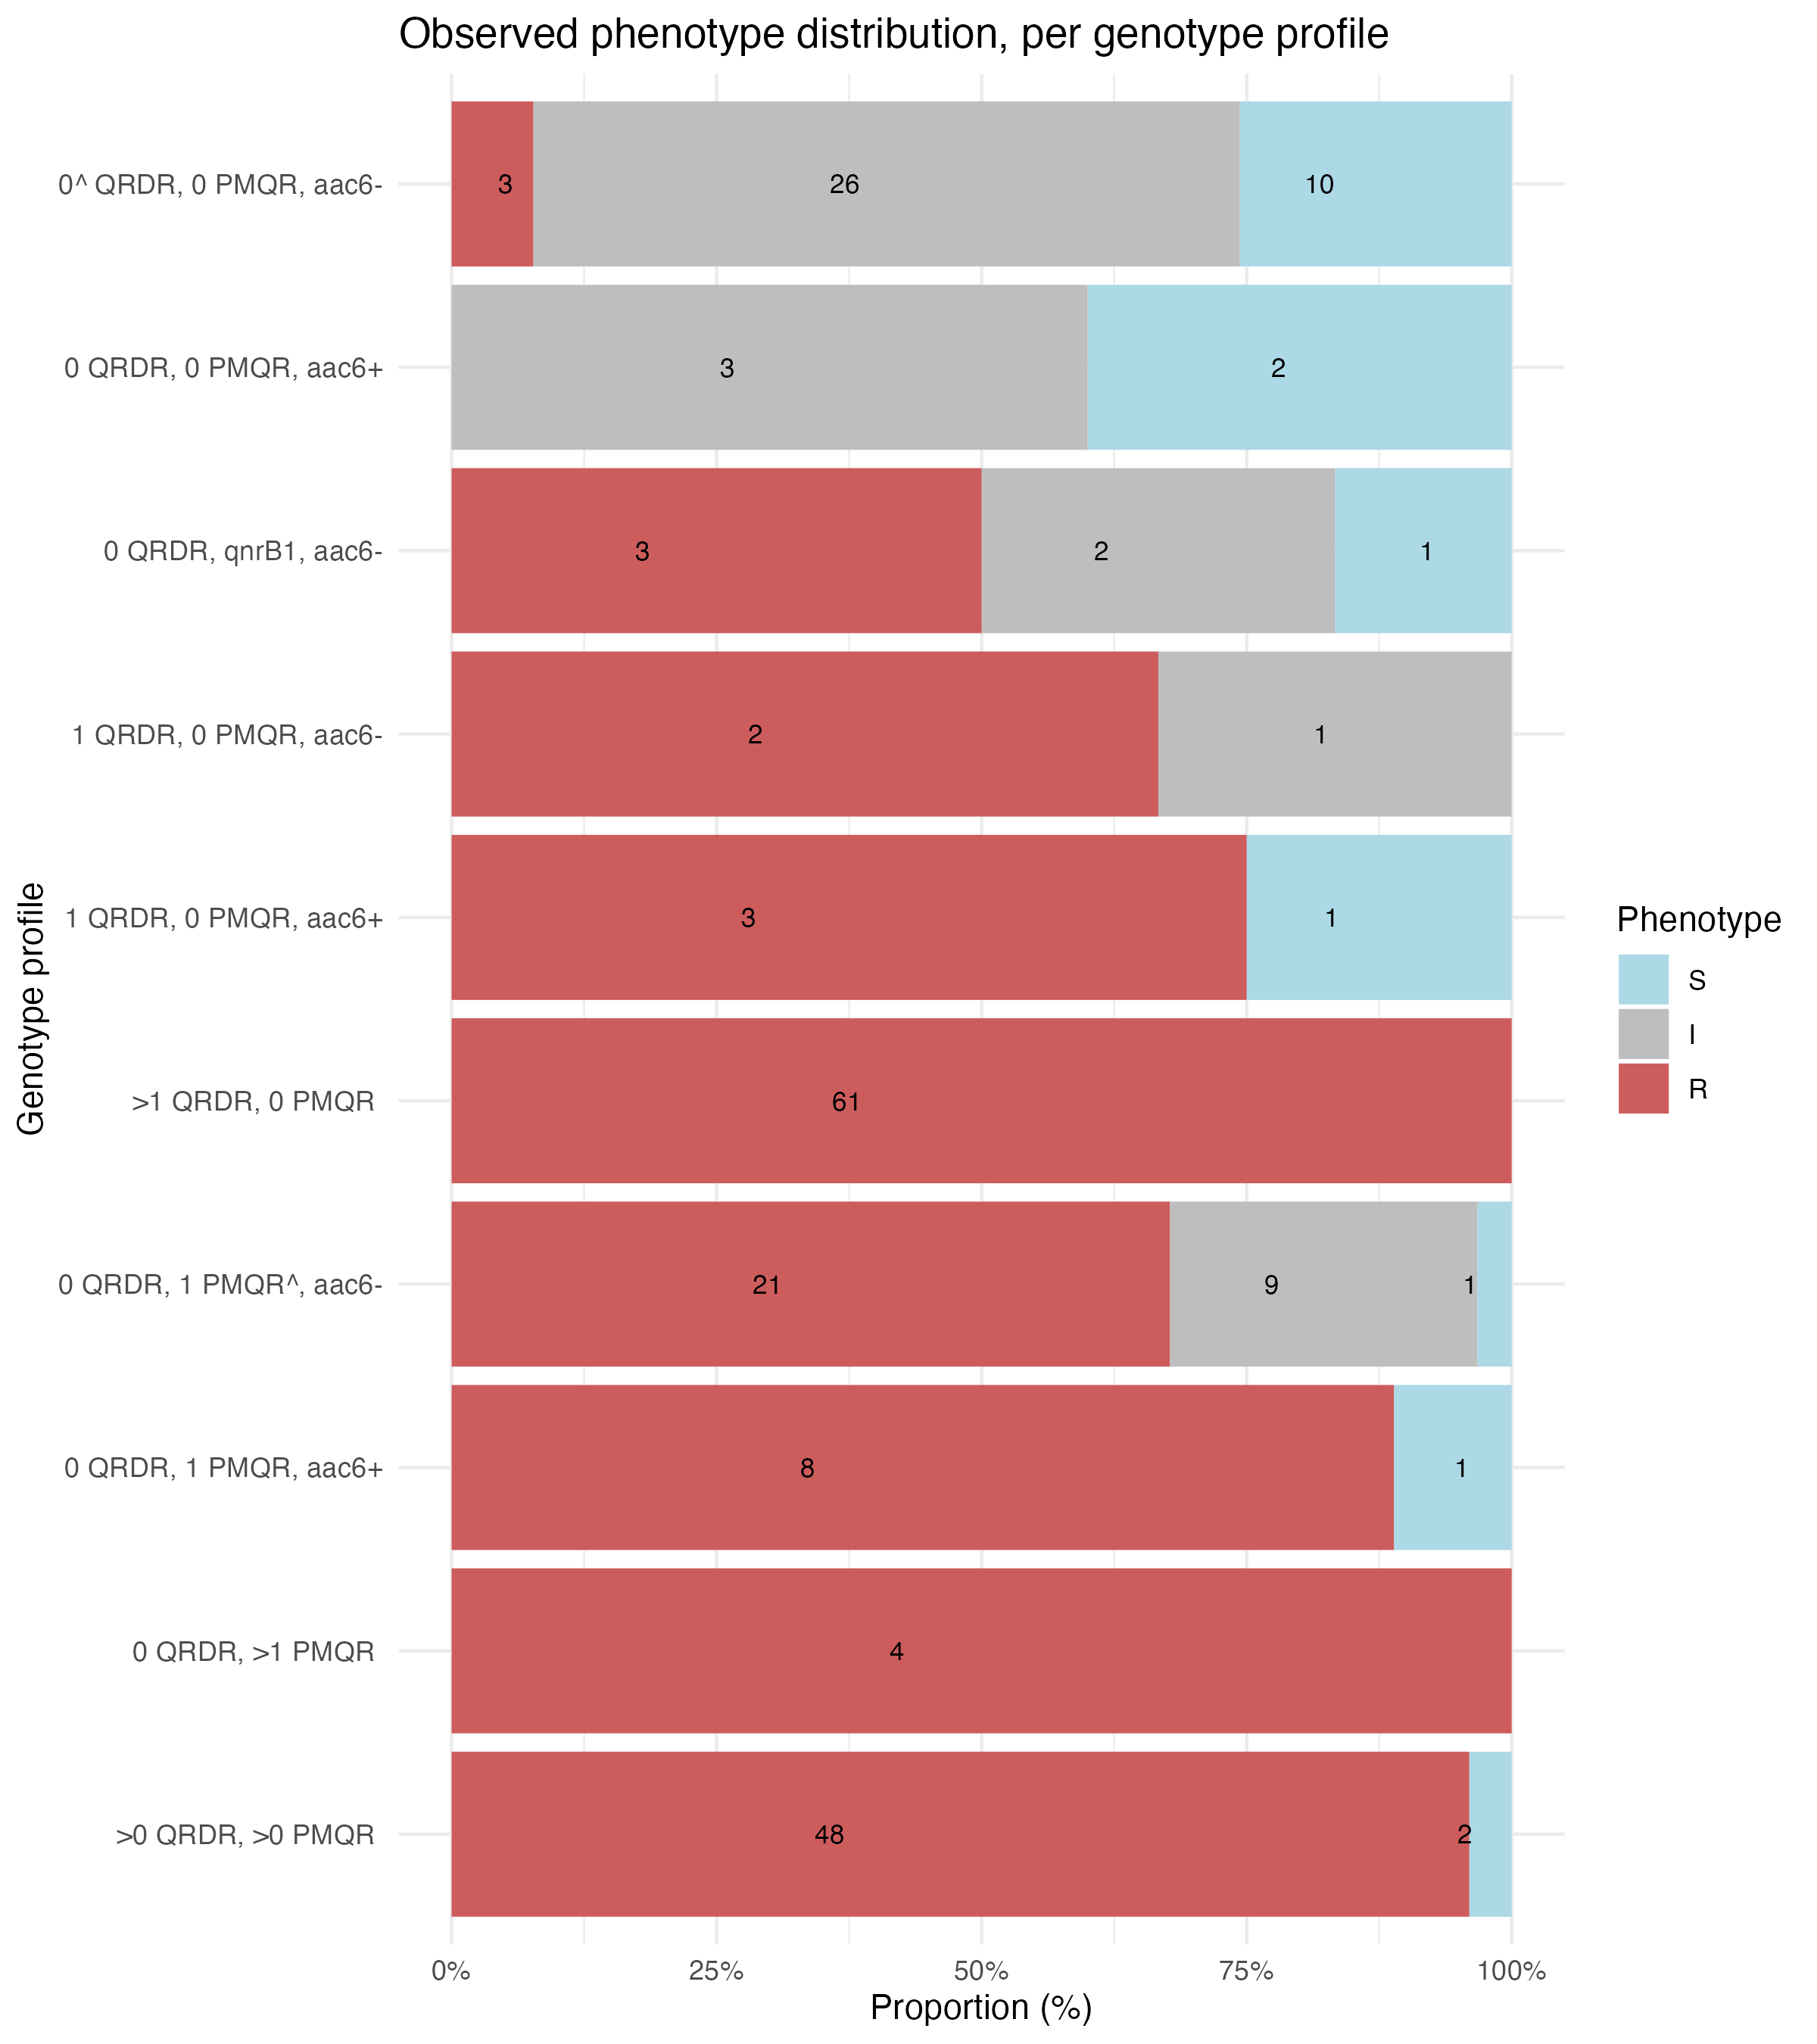 Observed phenotype distribution, per genotype profile
Genotype profile
0^ QRDR, 0 PMQR, aac6-
3 26 10
0 QRDR, 0 PMQR, aac6+
3 2
0 QRDR, qnrB1, aac6-
3 2 1
1 QRDR, 0 PMQR, aac6-
2 1
1 QRDR, 0 PMQR, aac6+
3 1
>1 QRDR, 0 PMQR
61
0 QRDR, 1 PMQR^, aac6-
21 9 1
0 QRDR, 1 PMQR, aac6+
8 1
0 QRDR, >1 PMQR
4
>0 QRDR, >0 PMQR
48 2
0% 25% 50% 75% 100%
Proportion (%)
Phenotype
S
I
R